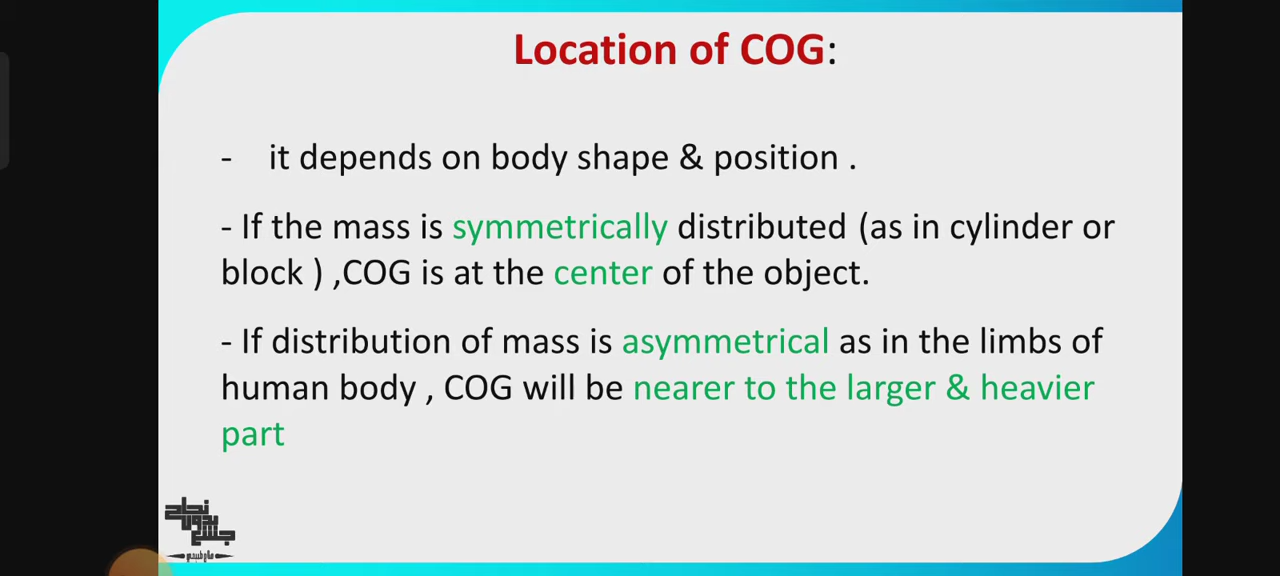 Location of COG:
- it depends on body shape & position .
- If the mass is symmetrically distributed (as in cylinder or
block ) ,COG is at the center of the object.
- If distribution of mass is asymmetrical as in the limbs of
human body , COG will be nearer to the larger & heavier
part